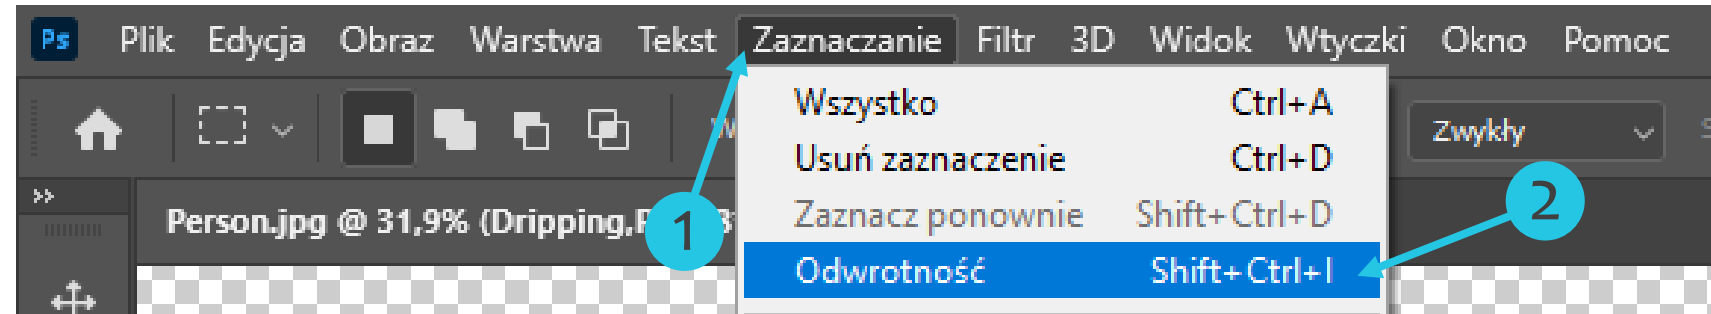 Ps Plik Edycja Obraz Warstwa Tekst Zaznaczanie Filtr 3D Widok Wtyczki Okno Pomoc
Wszystko Ctrl+A
Zwykły
Usuń zaznaczenie Ctrl+D
Person.jpg @ 31,9% (Dripping,
1
Zaznacz ponownie Shift+Ctrl+D
2
Odwrotność Shift+Ctrl+I